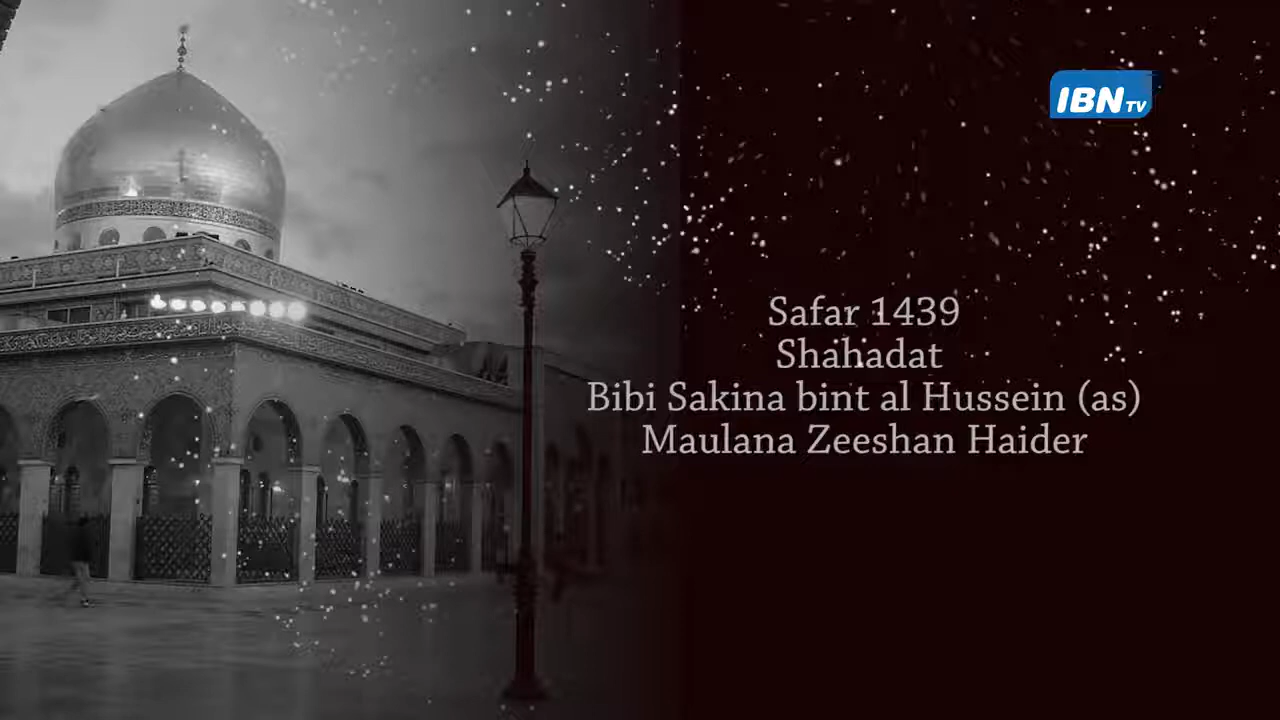 IBN TV
Safar 1439
Shahadat
Bibi Sakina bint al Hussein (as)
Maulana Zeeshan Haider